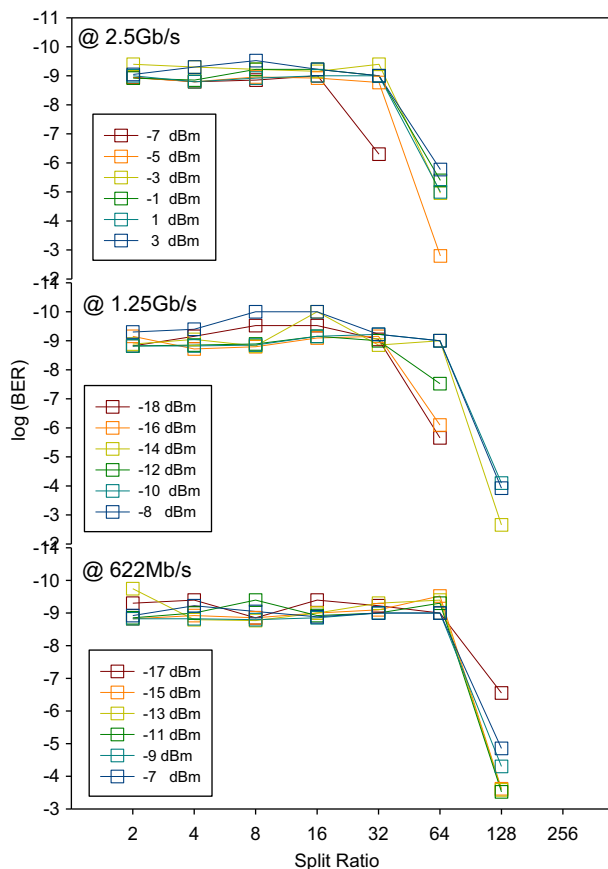 -11
@ 2.5Gb/s
-10
-9
-8
-7
-6
-5
-4
-3
-2
-7 dBm
-5 dBm
-3 dBm
-1 dBm
1 dBm
3 dBm
@ 1.25Gb/s
-10
-9
-8
-7
-6
-5
-4
-3
-2
-18 dBm
-16 dBm
-14 dBm
-12 dBm
-10 dBm
-8 dBm
log (BER)
-11
@ 622Mb/s
-10
-9
-8
-7
-6
-5
-4
-3
-17 dBm
-15 dBm
-13 dBm
-11 dBm
-9 dBm
-7 dBm
2 4 8 16 32 64 128 256
Split Ratio